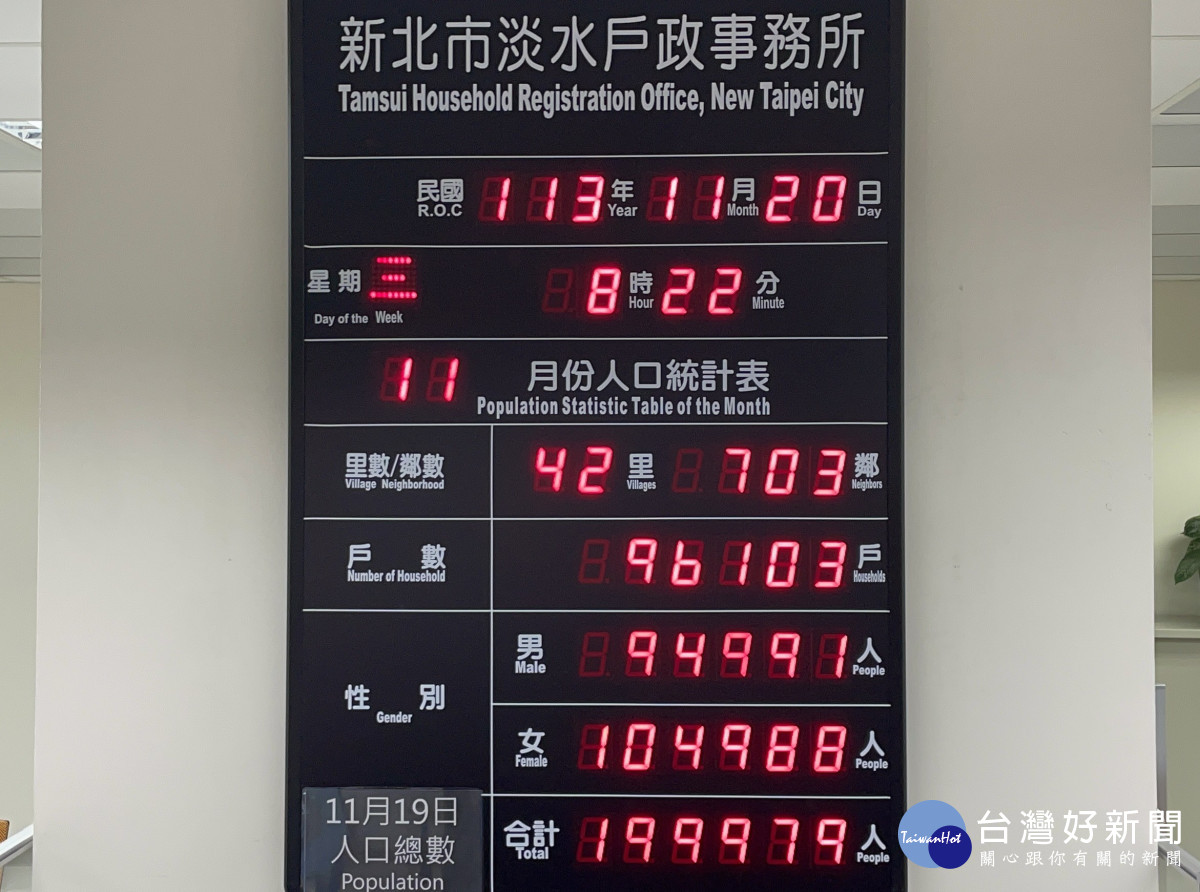 新北市淡水戶政事務所
Tamsui Household Registration Office, New Taipei City
民國 113 年 11 月 20 日
R.O.C Year Month Day
星期 三 8 時 22 分
Day of the Week Hour Minute
11 月份人口統計表
Population Statistic Table of the Month
里數/鄰數 42 里 703 鄰
Village Neighborhood Villages Neighbors
戶數 96103 戶
Number of Household Households
男 94991 人
Male People
性別
Gender
女 104988 人
Female People
11月19日
人口總數
Population
合計 199979 人
Total People
TaiwanHot
台灣好新聞
關心跟你有關的新聞